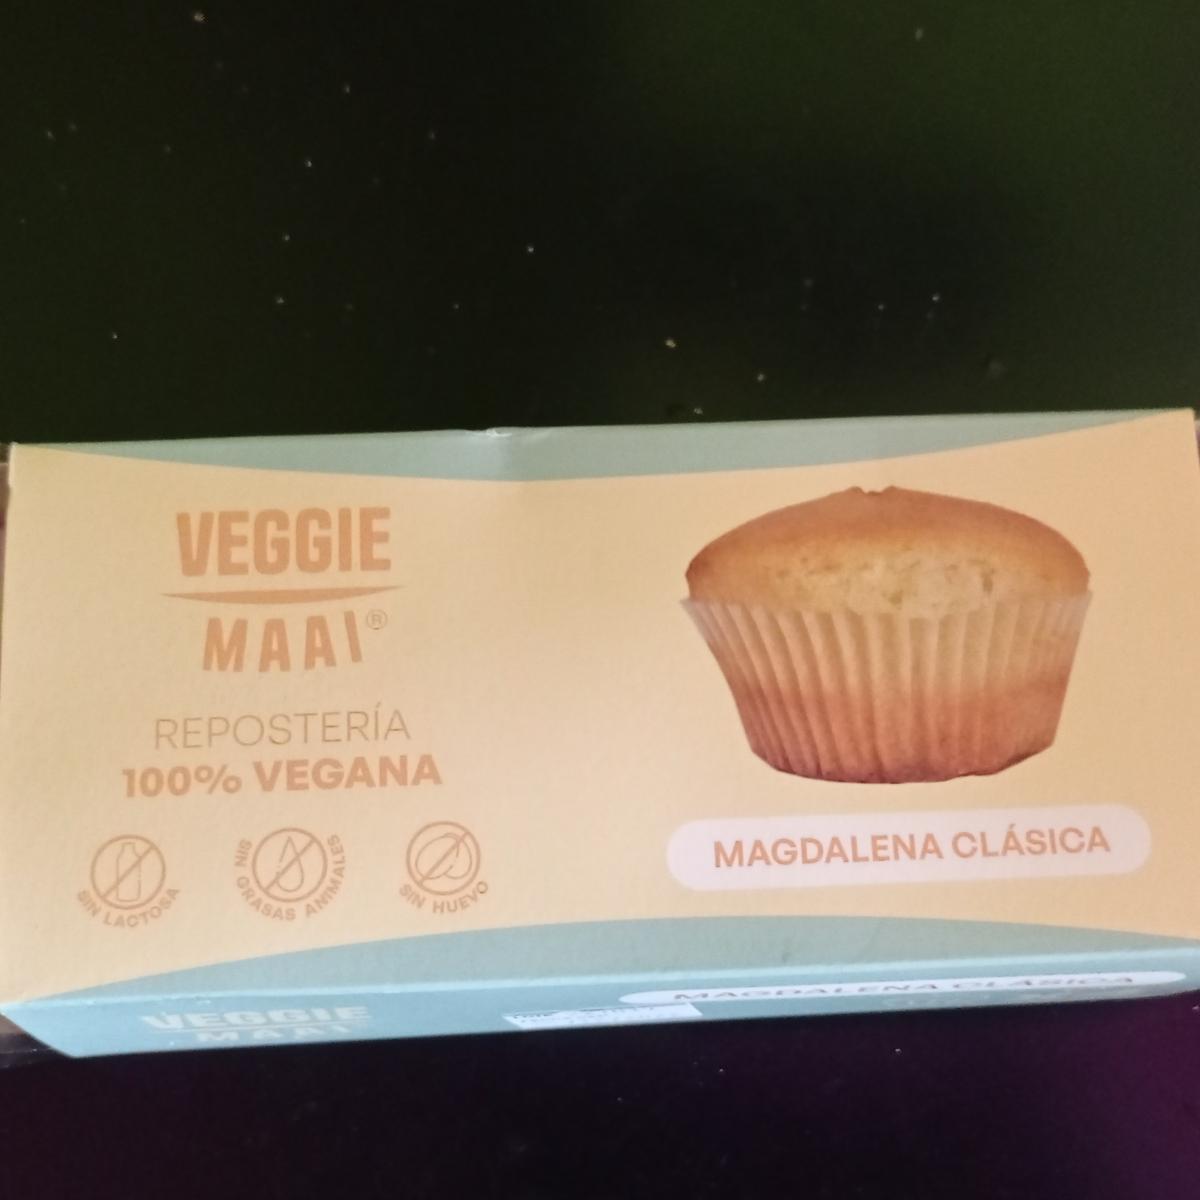 VEGGIE
MAAI®
REPOSTERÍA
100% VEGANA
SIN LACTOSA
SIN GRASAS ANIMALES
SIN HUEVO
MAGDALENA CLÁSICA
VEGGIE
MAAI
MAGDALENA CLÁSICA